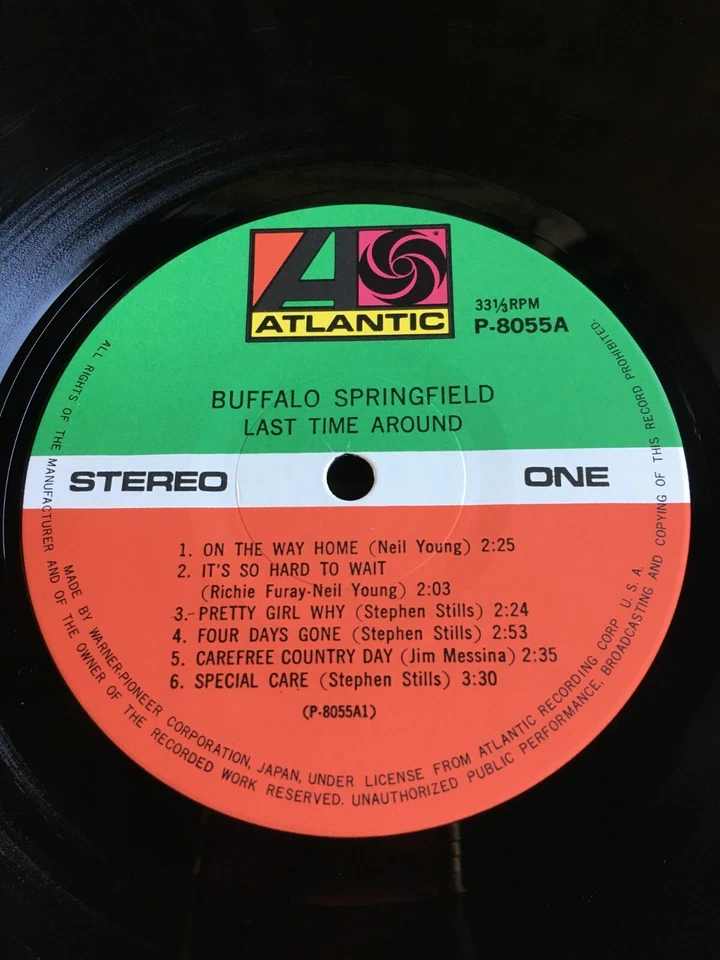 ATLANTIC
33⅓RPM
P-8055A
BUFFALO SPRINGFIELD
LAST TIME AROUND
STEREO
ONE
1. ON THE WAY HOME (Neil Young) 2:25
2. IT'S SO HARD TO WAIT
(Richie Furay-Neil Young) 2:03
3.-PRETTY GIRL WHY (Stephen Stills) 2:24
4. FOUR DAYS GONE (Stephen Stills) 2:53
5. CAREFREE COUNTRY DAY (Jim Messina) 2:35
6. SPECIAL CARE (Stephen Stills) 3:30
(P-8055A1)
MADE BY WARNER-PIONEER CORPORATION, JAPAN, UNDER LICENSE FROM ATLANTIC RECORDING CORP. U. S. A.
ALL RIGHTS OF THE MANUFACTURER AND OF THE OWNER OF THE RECORDED WORK RESERVED. UNAUTHORIZED PUBLIC PERFORMANCE, BROADCASTING AND COPYING OF THIS RECORD PROHIBITED.